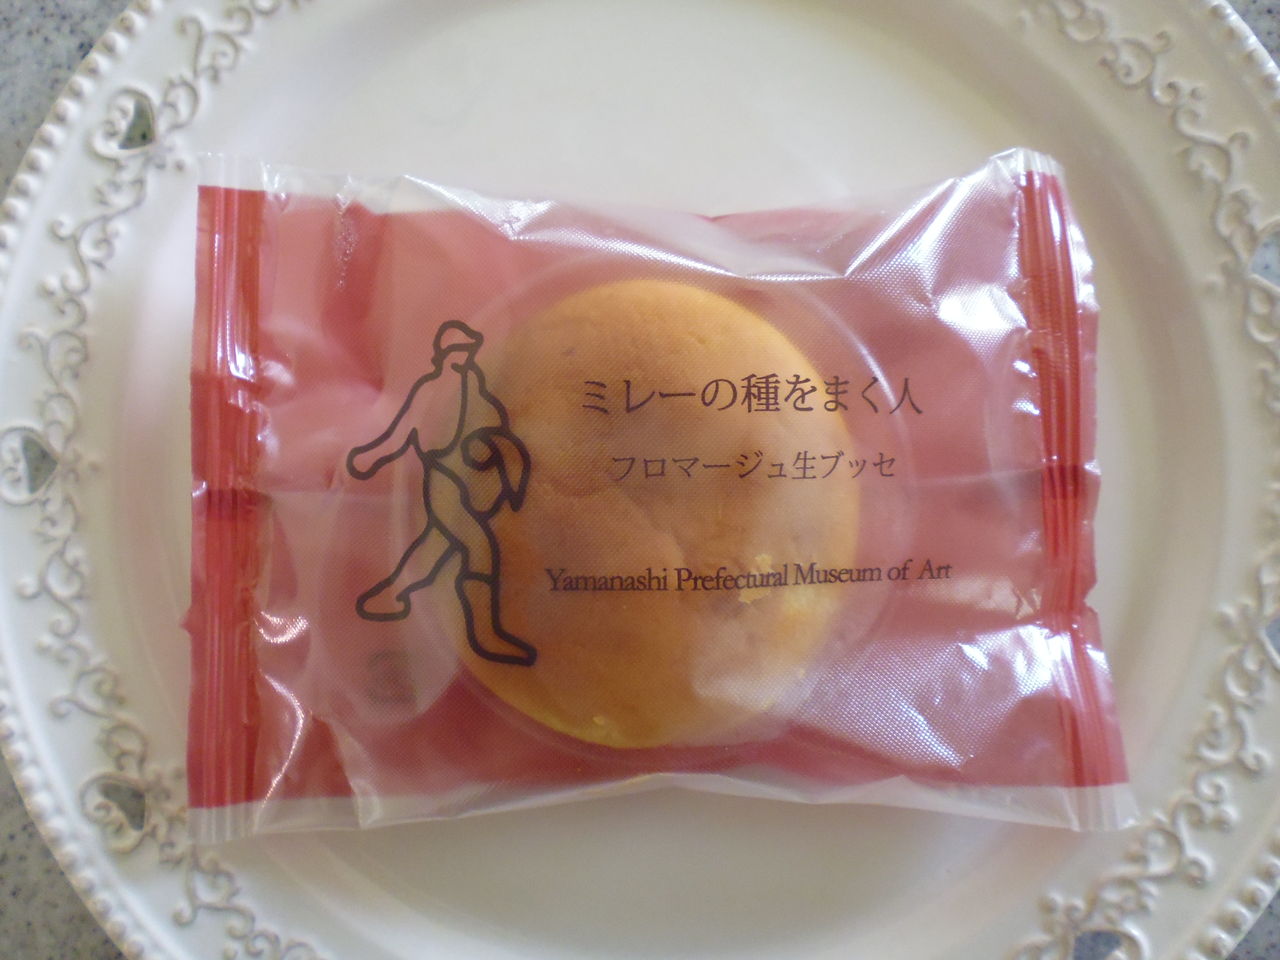 ミレーの種をまく人
フロマージュ生ブッセ
Yamanashi Prefectural Museum of Art